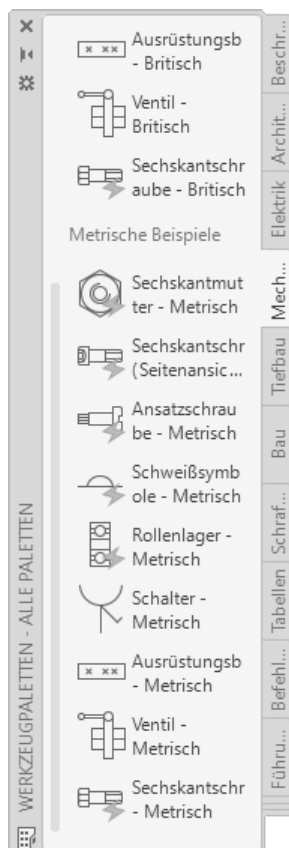 Ausrüstungsb
- Britisch
Ventil -
Britisch
Sechskantschr
aube - Britisch
Metrische Beispiele
Sechskantmut
ter - Metrisch
Sechskantschr
(Seitenansic...
Ansatzschrau
be - Metrisch
Schweißsymb
ole - Metrisch
Rollenlager -
Metrisch
Schalter -
Metrisch
Ausrüstungsb
- Metrisch
Ventil -
Metrisch
Sechskantschr
- Metrisch
WERKZEUGPALETTEN - ALLE PALETTEN
Beschr...
Archit...
Elektrik
Mech...
Tiefbau
Bau
Schraf...
Tabellen
Befehl...
Führu...